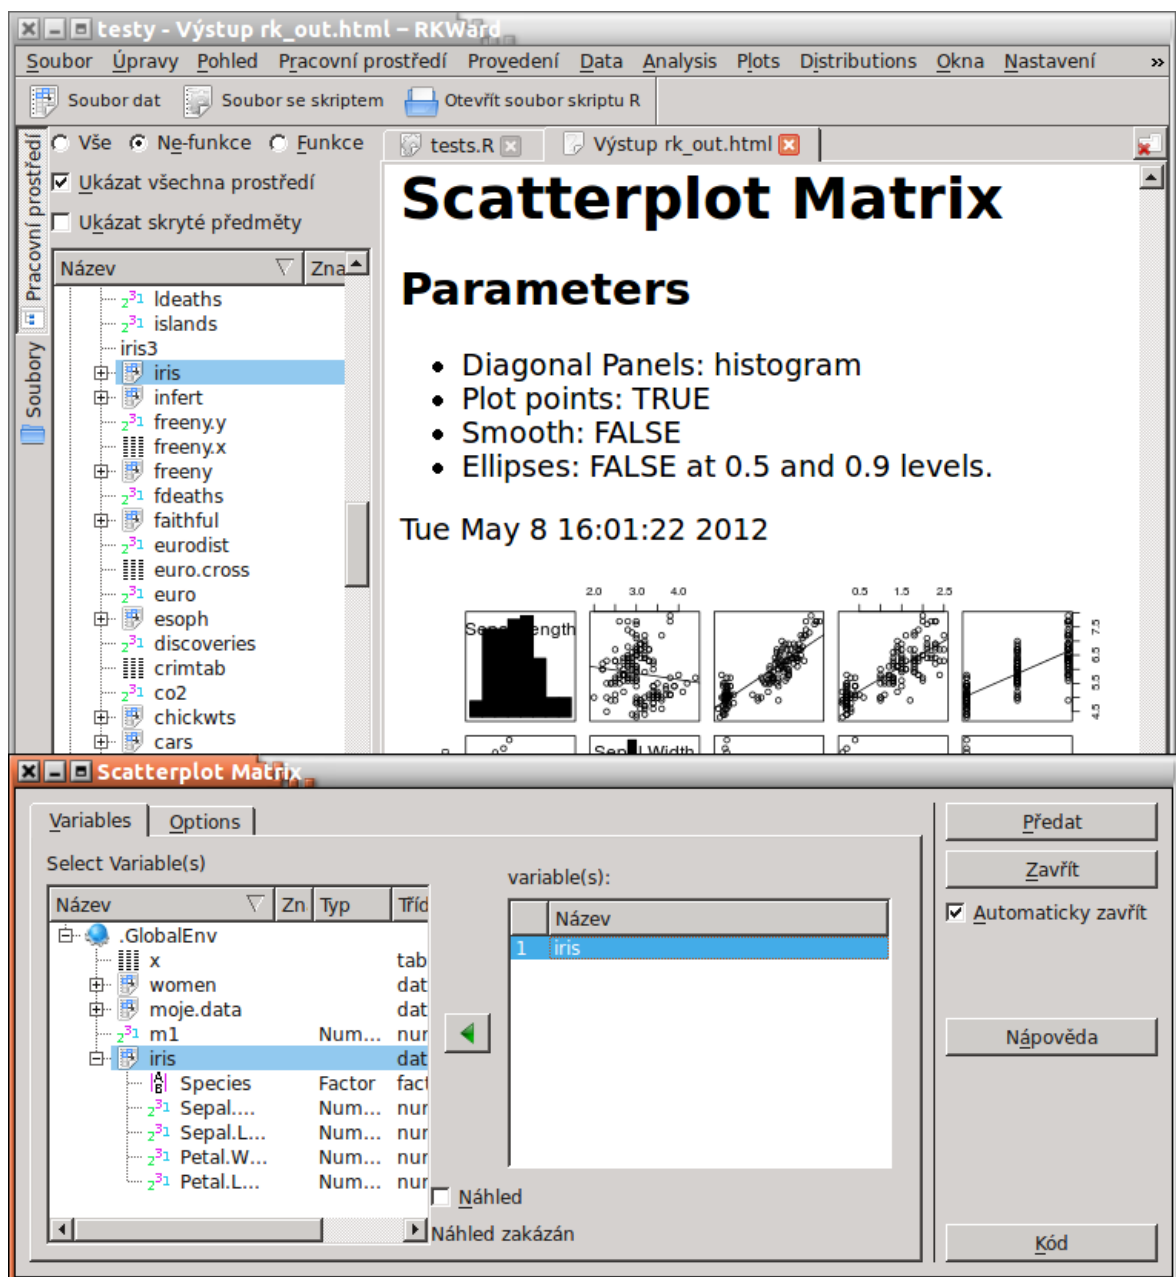 testy - Výstup rk_out.html – RKWard
Soubor Úpravy Pohled Pracovní prostředí Provedení Data Analysis Plots Distributions Okna Nastavení »
Soubor dat Soubor se skriptem Otevřít soubor skriptu R
Pracovní prostředí
Soubory
Vše Ne-funkce Funkce
Ukázat všechna prostředí
Ukázat skryté předměty
Název Zna
ldeaths
islands
iris3
iris
infert
freeny.y
freeny.x
freeny
fdeaths
faithful
eurodist
euro.cross
euro
esoph
discoveries
crimtab
co2
chickwts
cars
tests.R Výstup rk_out.html
Scatterplot Matrix
Parameters
• Diagonal Panels: histogram
• Plot points: TRUE
• Smooth: FALSE
• Ellipses: FALSE at 0.5 and 0.9 levels.
Tue May 8 16:01:22 2012
2.0 3.0 4.0 0.5 1.5 2.5
4.5 5.5 6.5 7.5
Scatterplot Matrix
Variables Options
Select Variable(s)
Název Zn Typ Tříd
.GlobalEnv
x tab
women dat
moje.data dat
m1 Num... nur
iris dat
Species Factor fact
Sepal.... Num... nur
Sepal.L... Num... nur
Petal.W... Num... nur
Petal.L... Num... nur
variable(s):
Název
1 iris
Náhled
Náhled zakázán
Předat
Zavřít
Automaticky zavřít
Nápověda
Kód